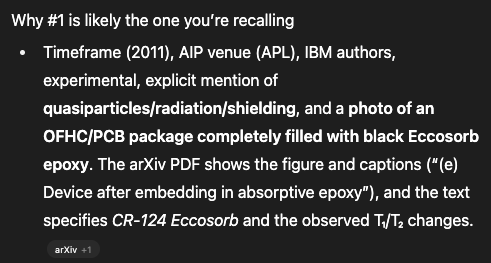 Why #1 is likely the one you're recalling
• Timeframe (2011), AIP venue (APL), IBM authors,
experimental, explicit mention of
quasiparticles/radiation/shielding, and a photo of an
OFHC/PCB package completely filled with black Eccosorb
epoxy. The arXiv PDF shows the figure and captions (“(e)
Device after embedding in absorptive epoxy”), and the text
specifies CR-124 Eccosorb and the observed T₁/T₂ changes.
arXiv +1